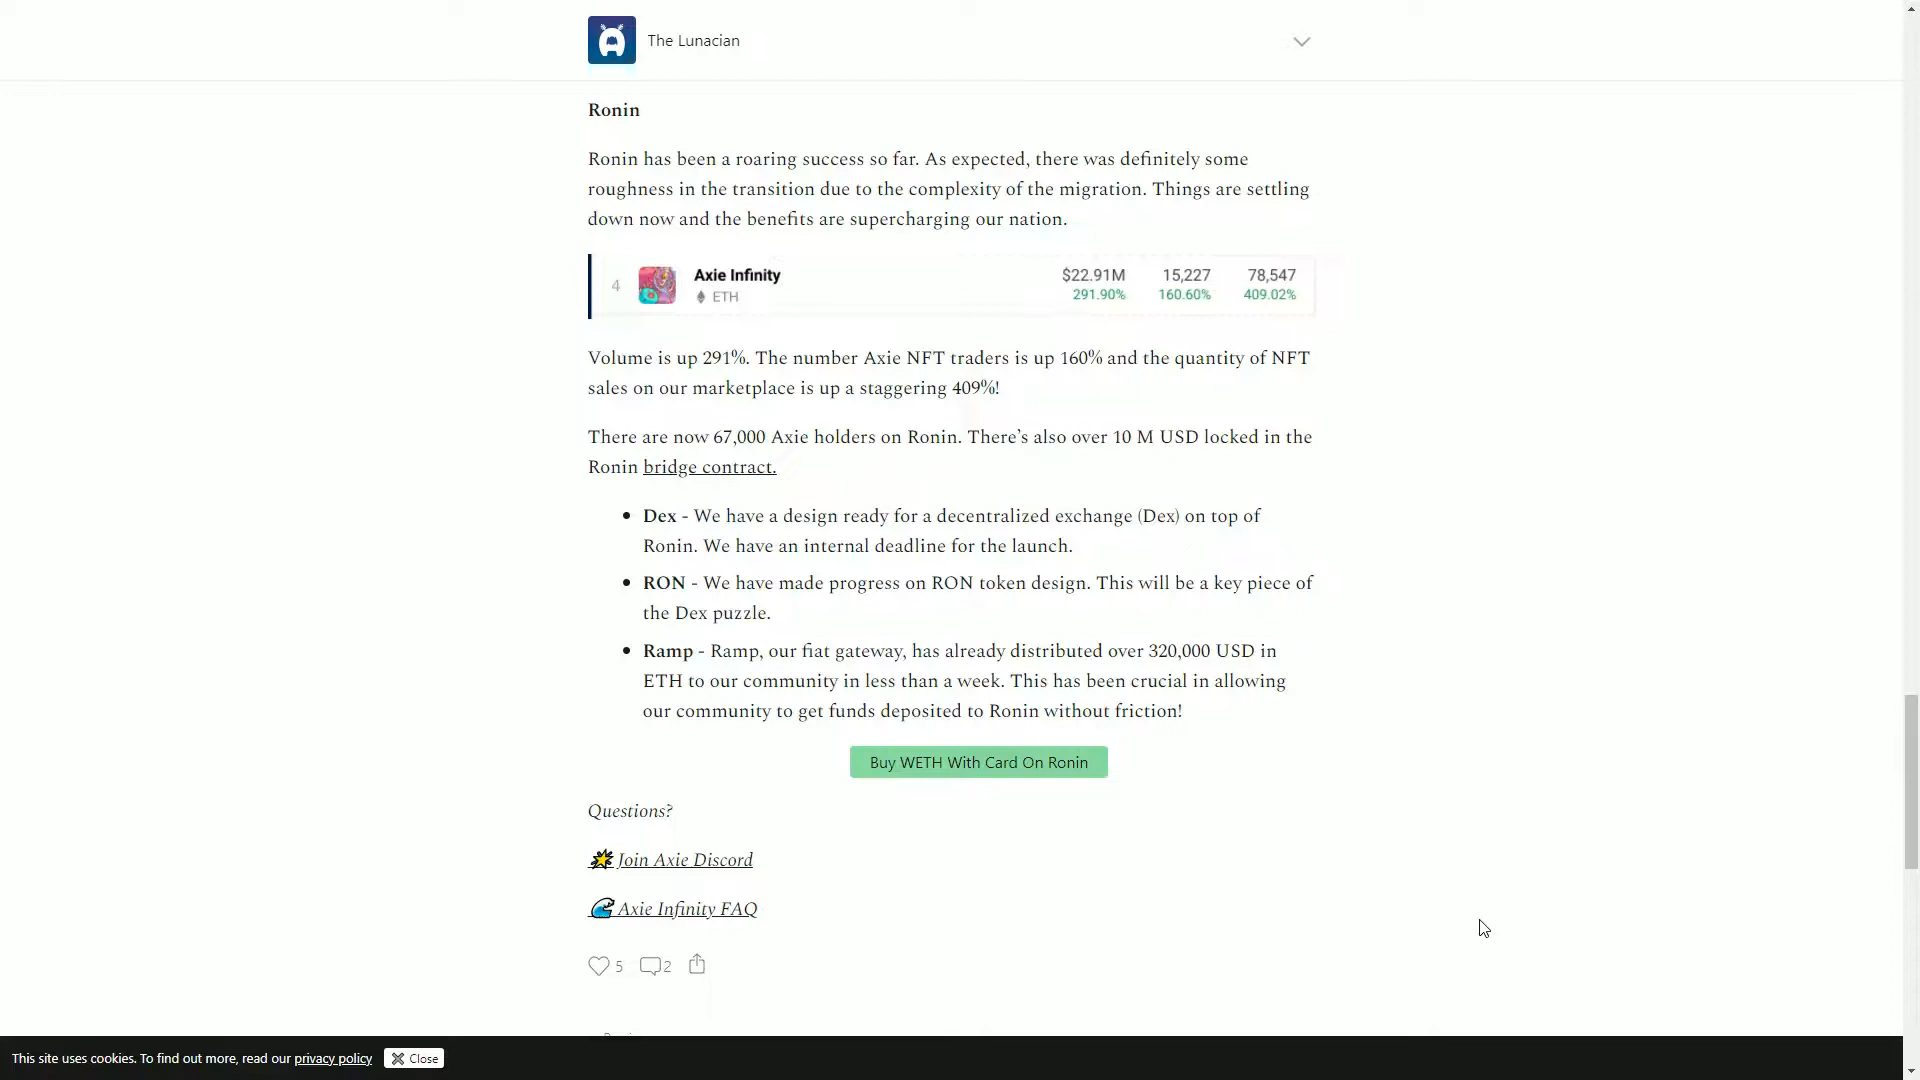 The Lunacian
Ronin
Ronin has been a roaring success so far. As expected, there was definitely some
roughness in the transition due to the complexity of the migration. Things are settling
down now and the benefits are supercharging our nation.
4 Axie Infinity $22.91M 15,227 78,547
ETH 291.90% 160.60% 409.02%
Volume is up 291%. The number Axie NFT traders is up 160% and the quantity of NFT
sales on our marketplace is up a staggering 409%!
There are now 67,000 Axie holders on Ronin. There's also over 10 M USD locked in the
Ronin bridge contract.
• Dex - We have a design ready for a decentralized exchange (Dex) on top of
Ronin. We have an internal deadline for the launch.
• RON - We have made progress on RON token design. This will be a key piece of
the Dex puzzle.
• Ramp - Ramp, our fiat gateway, has already distributed over 320,000 USD in
ETH to our community in less than a week. This has been crucial in allowing
our community to get funds deposited to Ronin without friction!
Buy WETH With Card On Ronin
Questions?
Join Axie Discord
Axie Infinity FAQ
5 2
This site uses cookies. To find out more, read our privacy policy Close